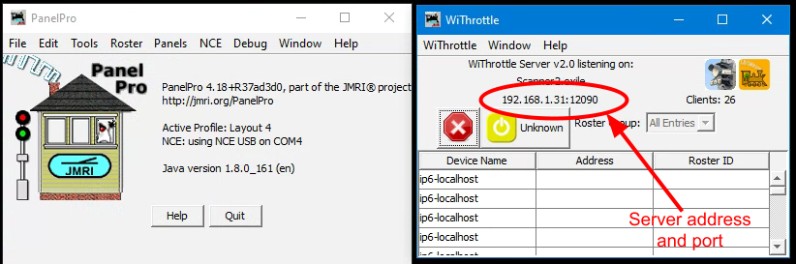 PanelPro
File Edit Tools Roster Panels NCE Debug Window Help
Panel
Pro
PanelPro 4.18+R37ad3d0, part of the JMRI® project
http://jmri.org/PanelPro
Active Profile: Layout 4
NCE: using NCE USB on COM4
Java version 1.8.0_161 (en)
JMRI
Help Quit
WiThrottle
WiThrottle Window Help
WiThrottle Server v2.0 listening on:
192.168.1.31:12090
Clients: 26
Unknown
Roster Group: All Entries
Device Name Address Roster ID
ip6-localhost
ip6-localhost
ip6-localhost
ip6-localhost
Server address
and port